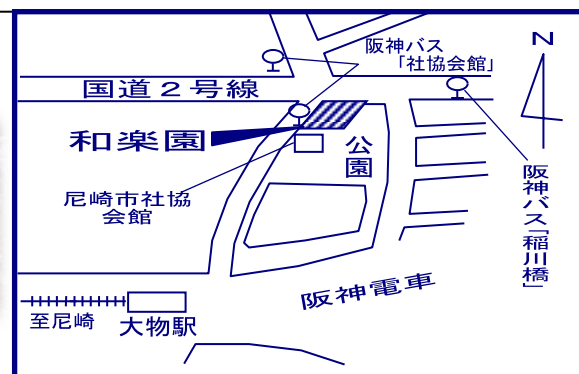 阪神バス
「社協会館」
N
国道２号線
和楽園
公園
尼崎市社協
会館
阪神バス「稲川橋」
阪神電車
至尼崎
大物駅